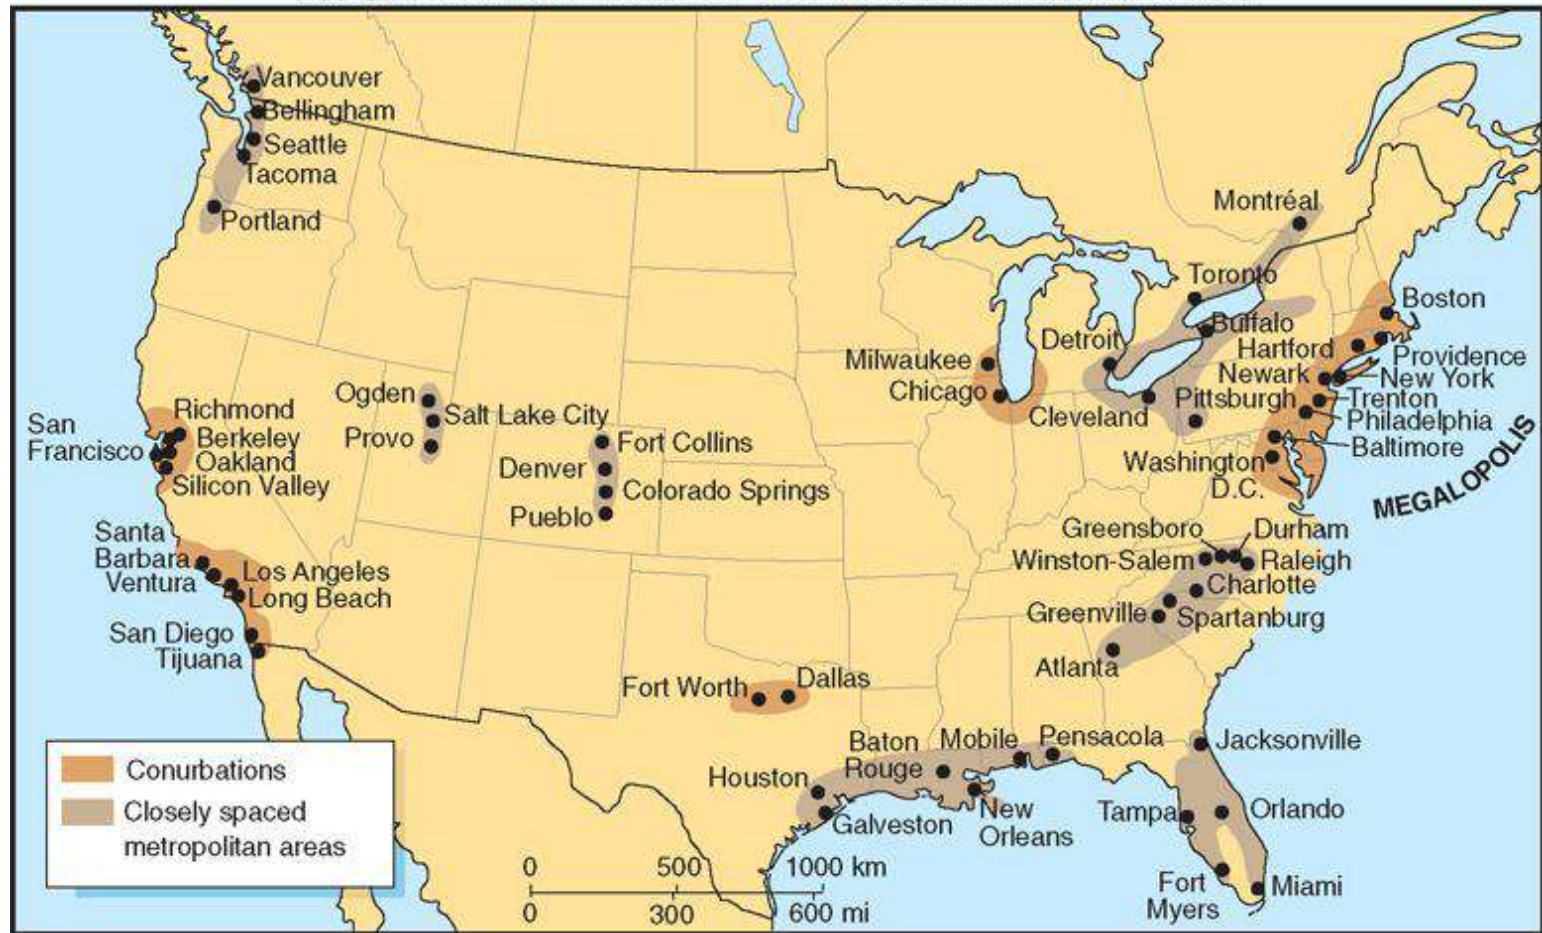 Vancouver
Bellingham
Seattle
Tacoma
Portland
Montréal
Toronto
Boston
Buffalo
Detroit
Hartford
Milwaukee
Providence
Newark
New York
Chicago
Ogden
Pittsburgh
Trenton
Cleveland
Richmond
Salt Lake City
Philadelphia
San
Francisco
Berkeley
Provo
Fort Collins
Baltimore
Oakland
Denver
Washington
D.C.
Silicon Valley
Colorado Springs
MEGALOPOLIS
Pueblo
Santa
Barbara
Greensboro
Durham
Winston-Salem
Raleigh
Ventura
Los Angeles
Long Beach
Charlotte
Greenville
Spartanburg
San Diego
Tijuana
Atlanta
Fort Worth
Dallas
Baton
Rouge
Mobile
Pensacola
Jacksonville
Houston
Galveston
New
Orleans
Tampa
Orlando
Fort
Myers
Miami
Conurbations
Closely spaced
metropolitan areas
0 500 1000 km
0 300 600 mi